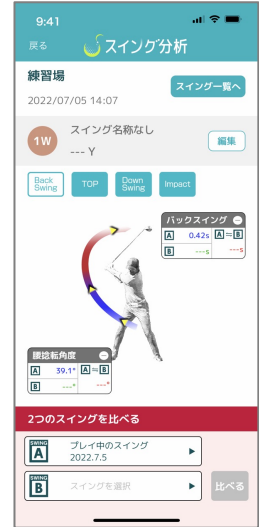 9:41
戻る スイング分析
練習場
2022/07/05 14:07
スイング一覧へ
1W
スイング名称なし
--- Y
編集
Back Swing
TOP
Down Swing
Impact
バックスイング
A 0.42s A≒B
B ---s ---s
腰捻転角度
A 39.1° A≒B
B ---° ---°
2つのスイングを比べる
SWING A
プレイ中のスイング
2022.7.5
SWING B
スイングを選択
比べる